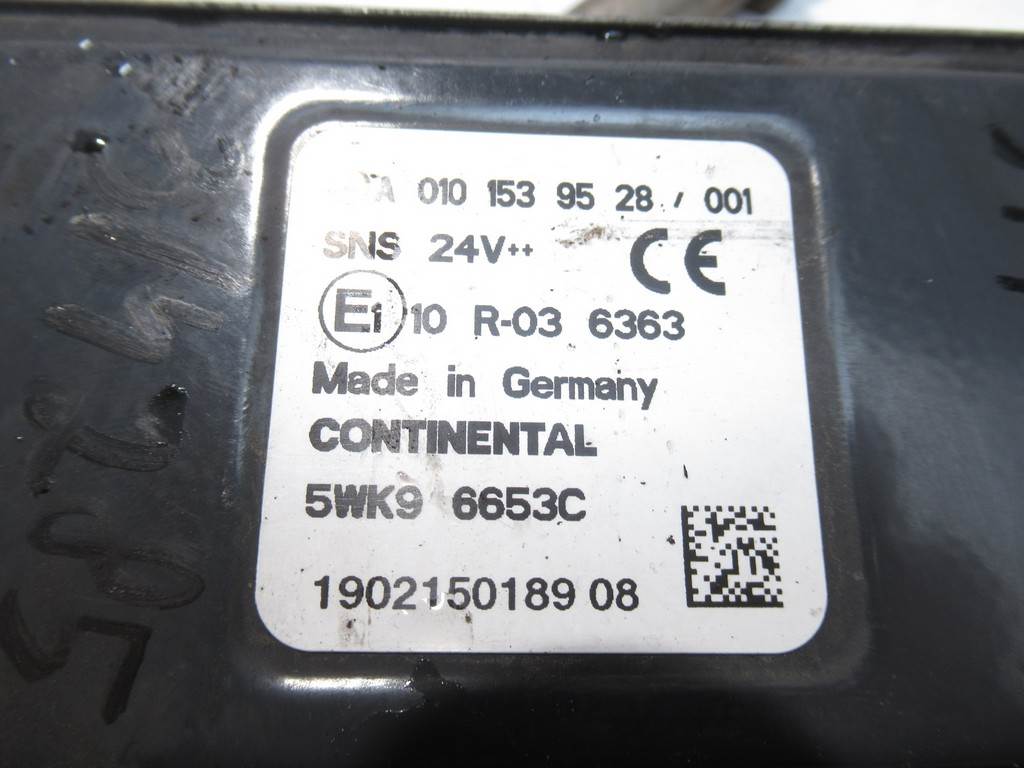 A 010 153 95 28 / 001
SNS 24V++ CE
E1 10 R-03 6363
Made in Germany
CONTINENTAL
5WK9 6653C
1902150189 08